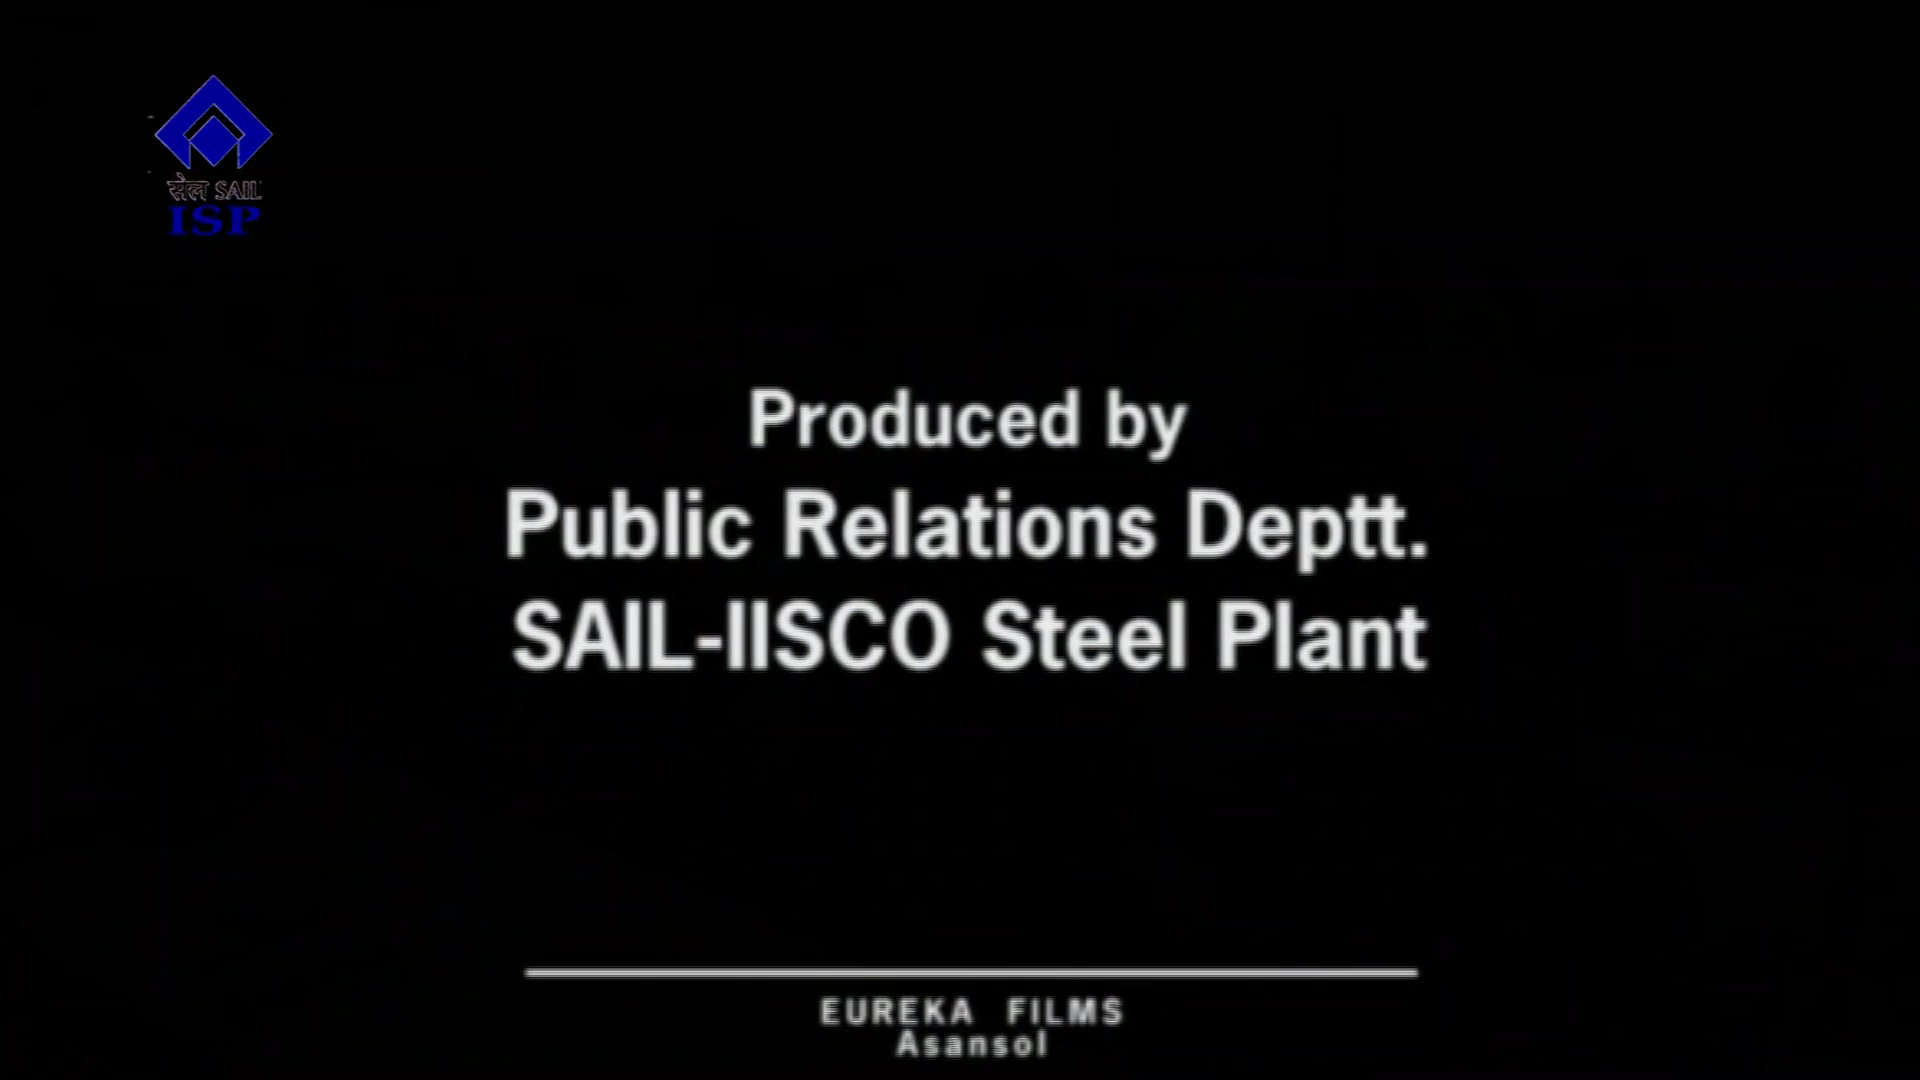 सेल SAIL
ISP
Produced by
Public Relations Deptt.
SAIL-IISCO Steel Plant
EUREKA FILMS
Asansol